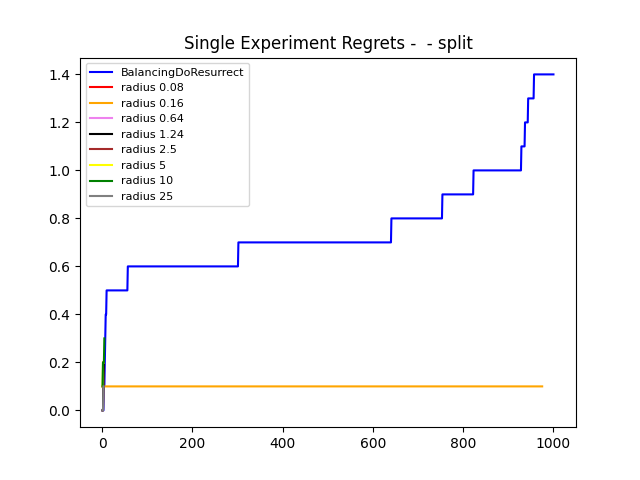 Single Experiment Regrets -  - split
BalancingDoResurrect
radius 0.08
radius 0.16
radius 0.64
radius 1.24
radius 2.5
radius 5
radius 10
radius 25
1.4
1.2
1.0
0.8
0.6
0.4
0.2
0.0
0 200 400 600 800 1000